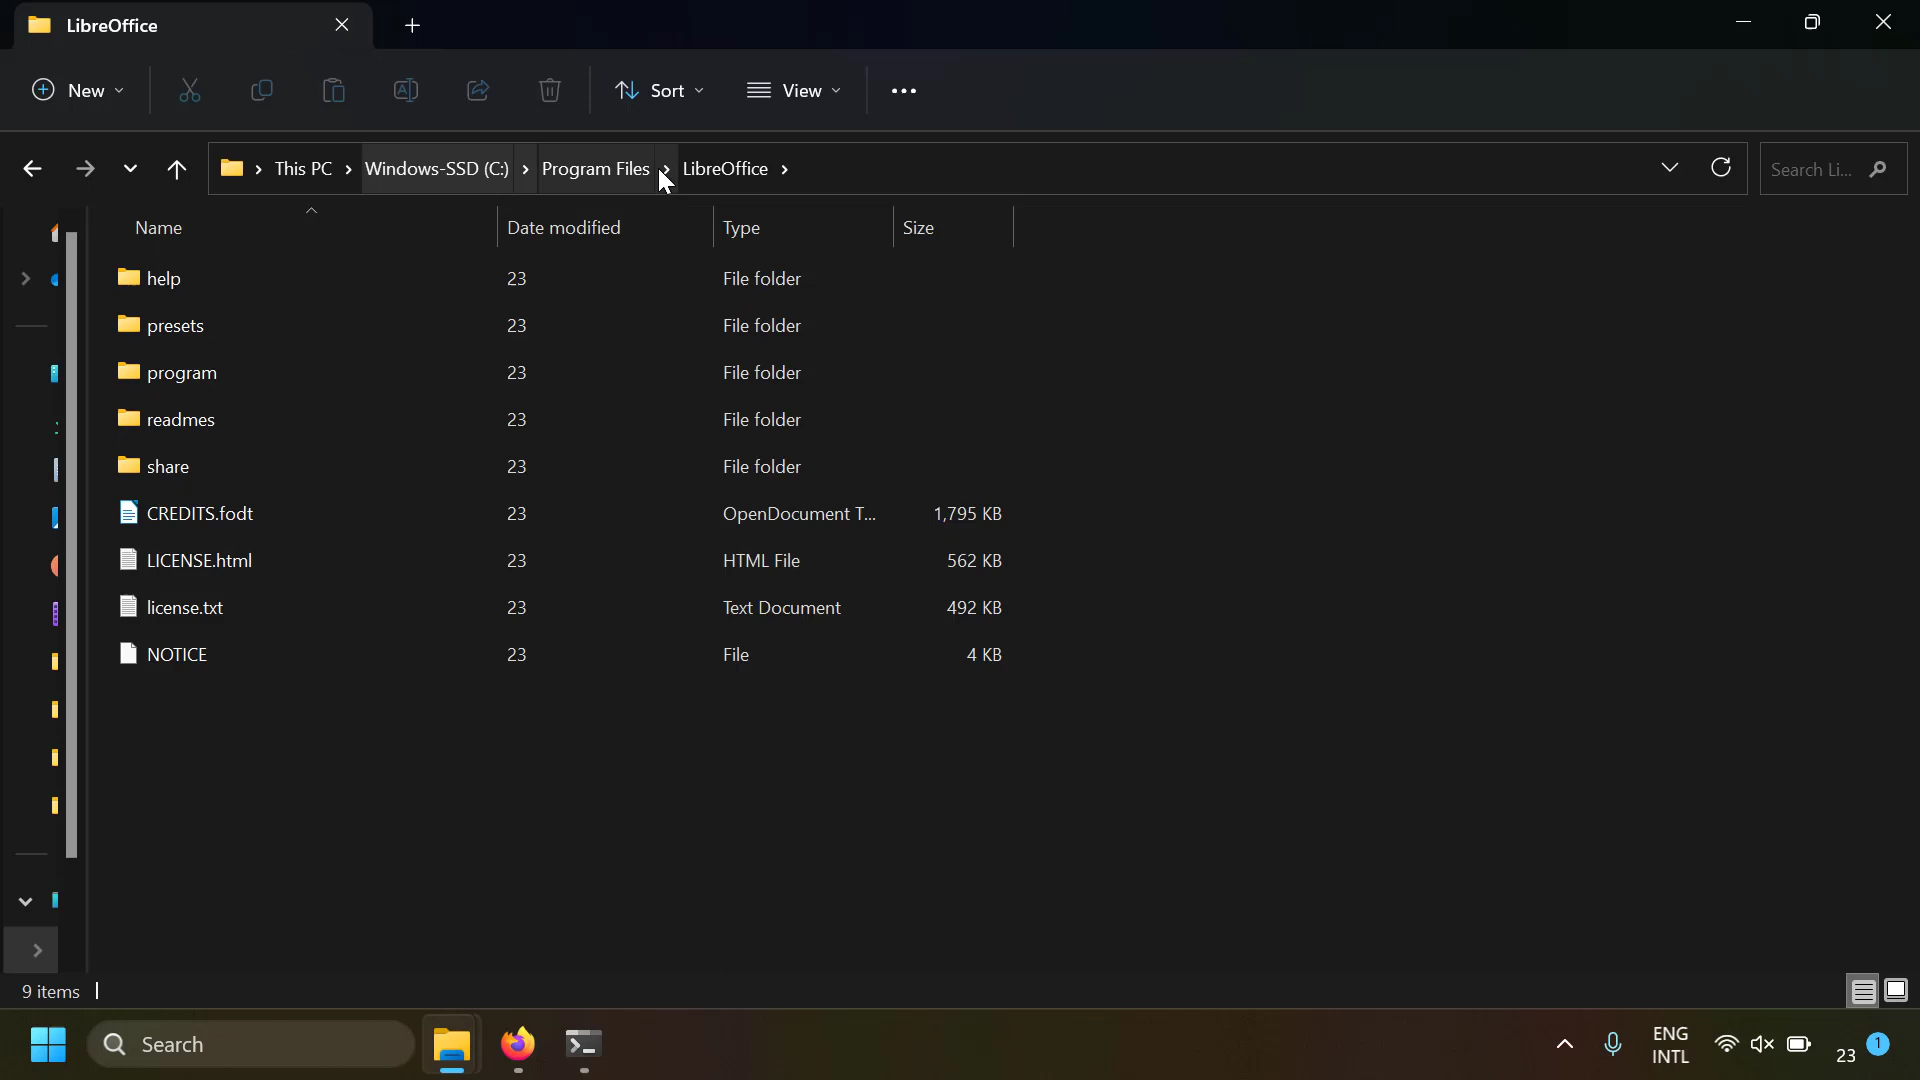 LibreOffice
New
Sort
View
This PC
Windows-SSD (C:)
Program Files
LibreOffice
Search Li...
Name
Date modified
Type
Size
help
23
File folder
presets
23
File folder
program
23
File folder
readmes
23
File folder
share
23
File folder
CREDITS.fodt
23
OpenDocument T...
1,795 KB
LICENSE.html
23
HTML File
562 KB
license.txt
23
Text Document
492 KB
NOTICE
23
File
4 KB
9 items
Search
ENG
INTL
23
1